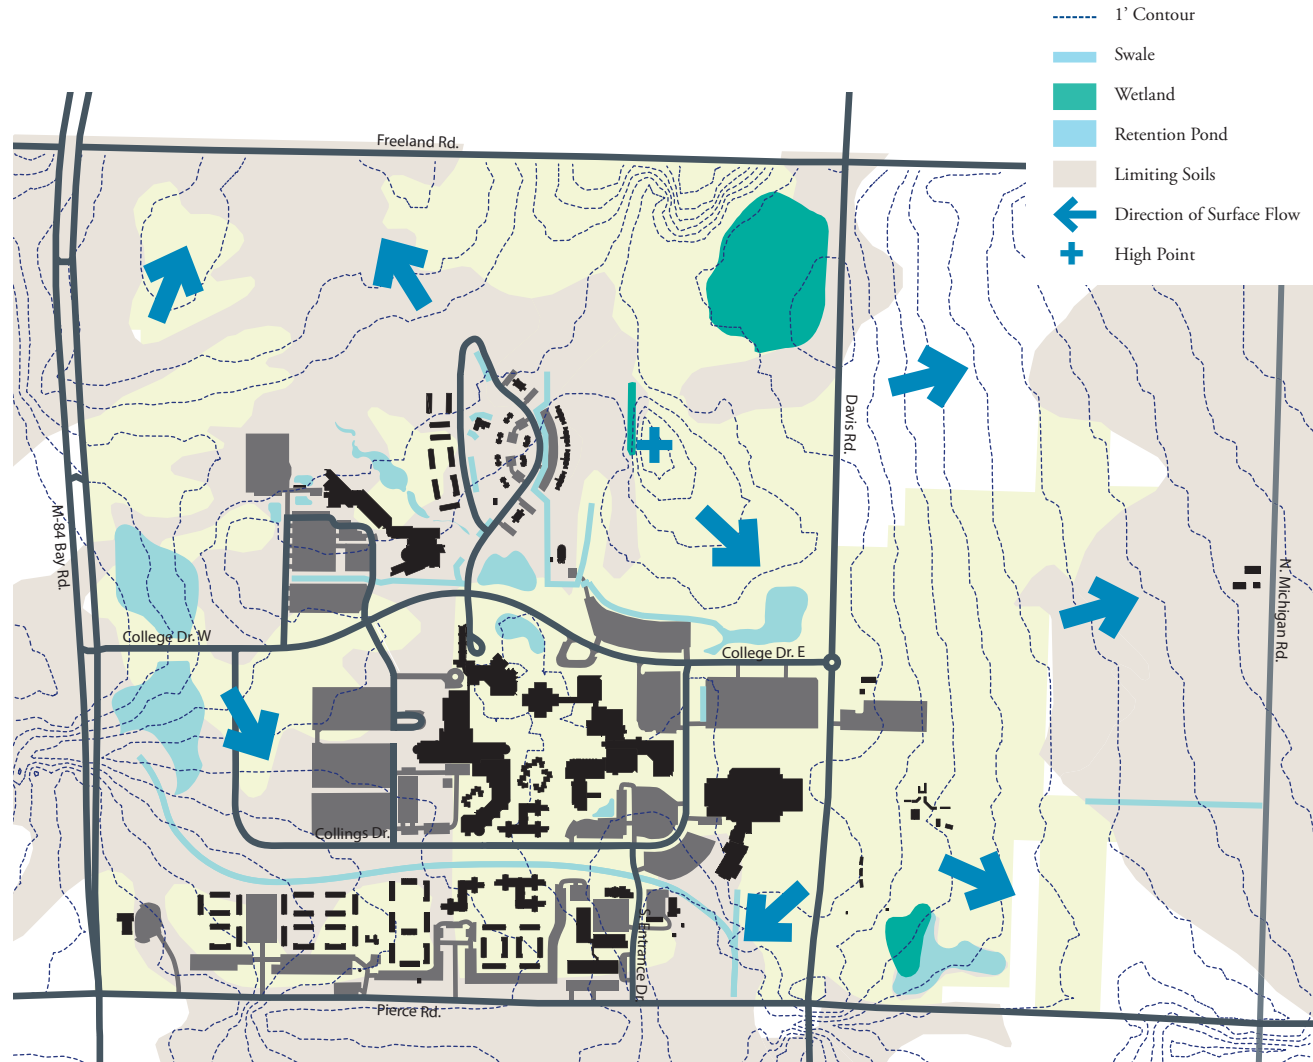 1’ Contour
Swale
Wetland
Retention Pond
Limiting Soils
Direction of Surface Flow
High Point
Freeland Rd.
Davis Rd.
M-84 Bay Rd.
N. Michigan Rd.
College Dr. W
College Dr. E
Collings Dr.
S. Entrance Dr.
Pierce Rd.